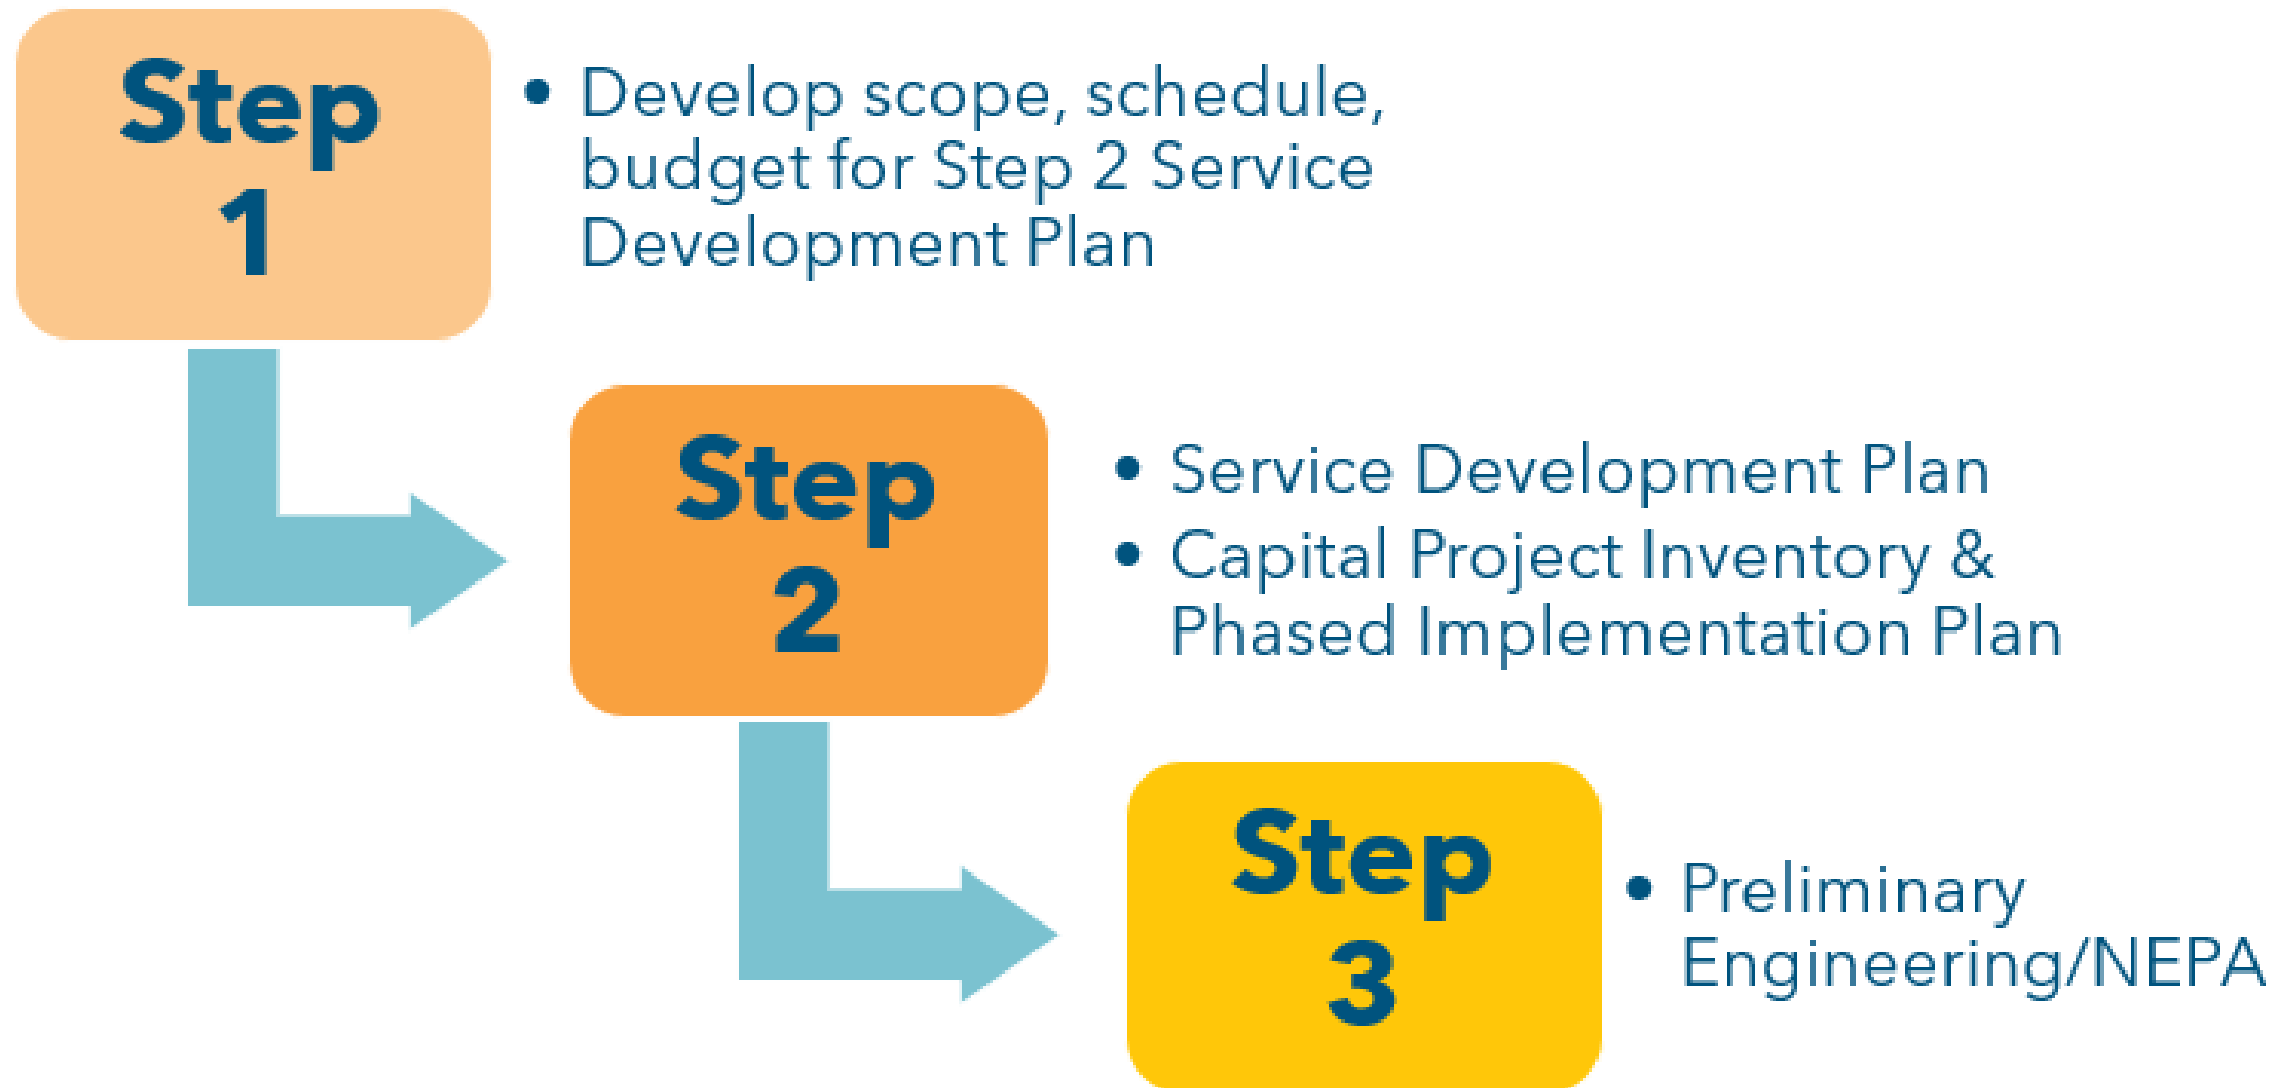 Step
1
• Develop scope, schedule,
budget for Step 2 Service
Development Plan
Step
2
• Service Development Plan
• Capital Project Inventory &
Phased Implementation Plan
Step
3
• Preliminary
Engineering/NEPA